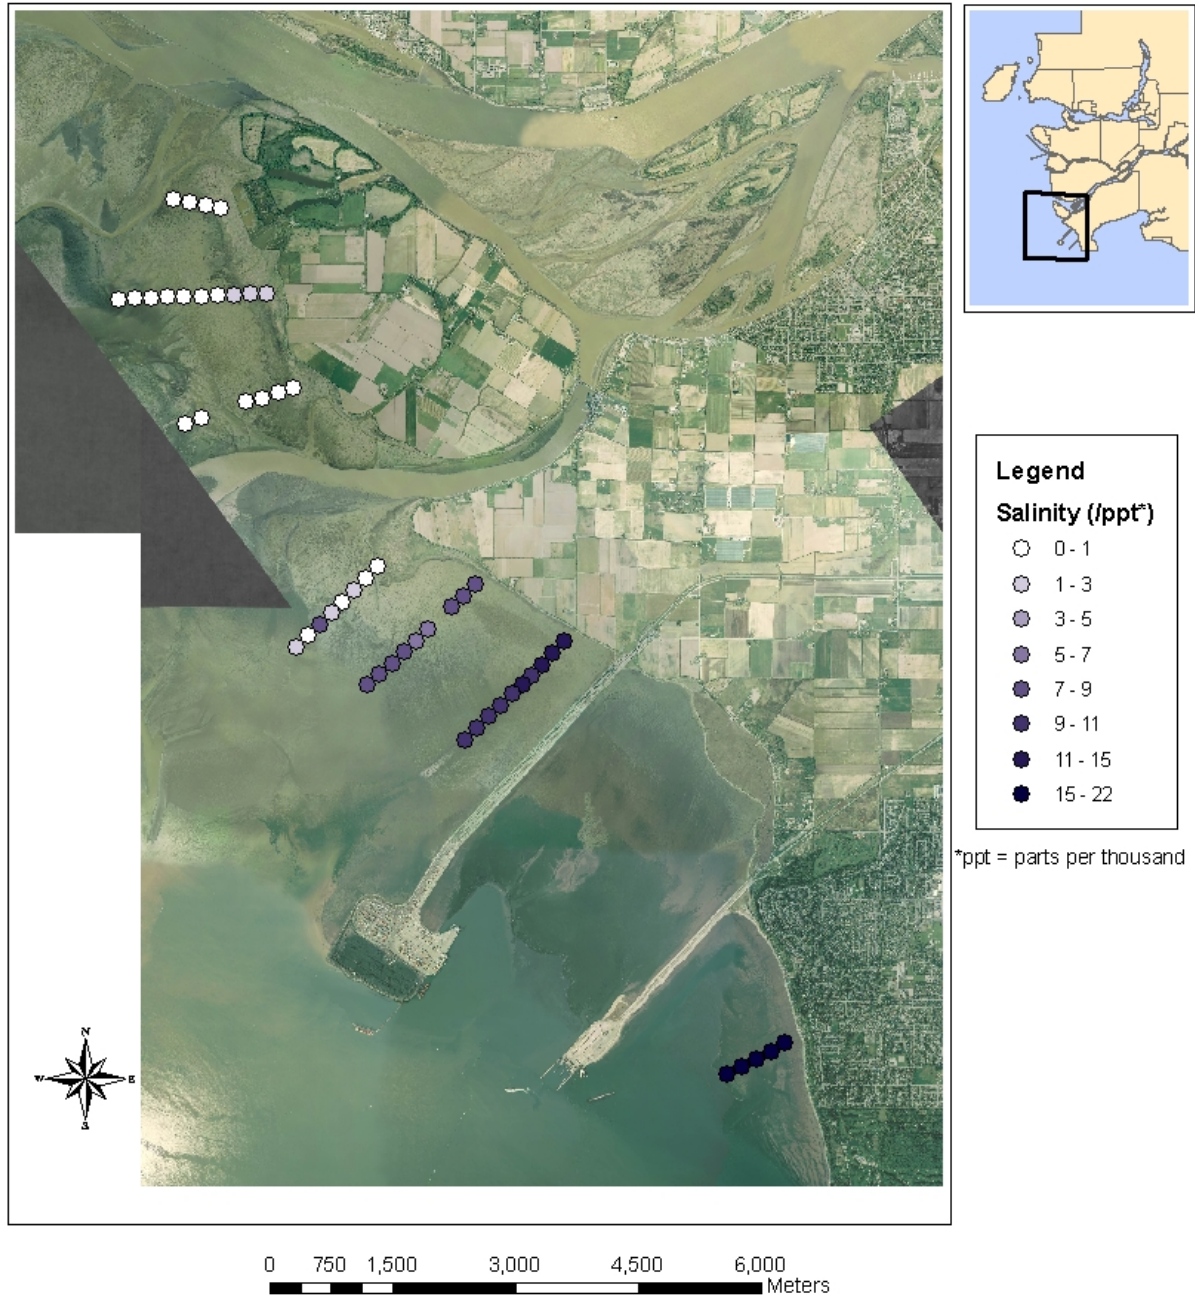 Legend
Salinity (/ppt*)
0 - 1
1 - 3
3 - 5
5 - 7
7 - 9
9 - 11
11 - 15
15 - 22
*ppt = parts per thousand
N
W E
S
0 750 1,500 3,000 4,500 6,000
Meters